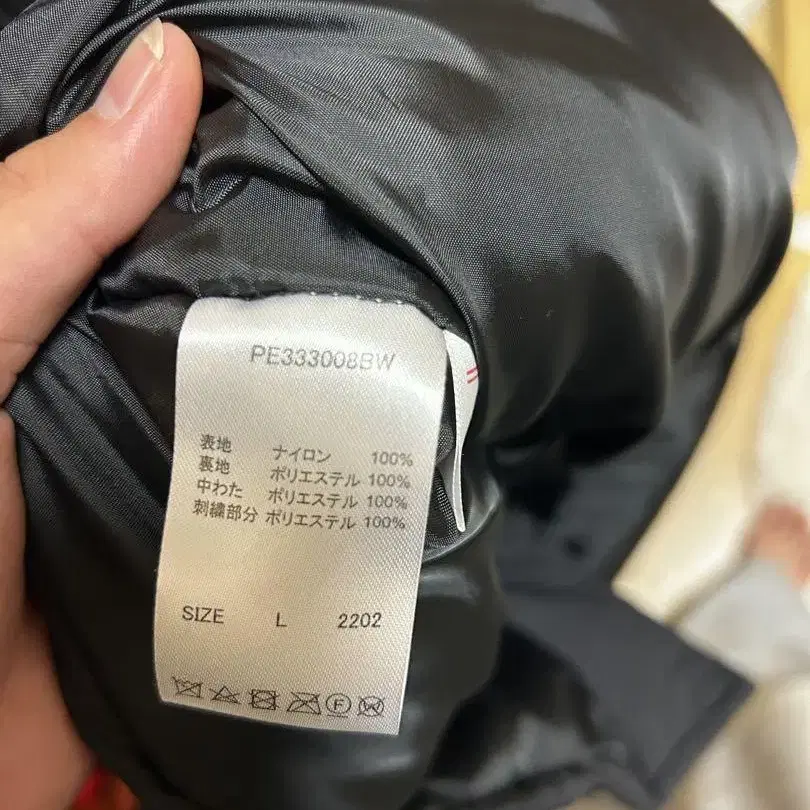 PE333008BW
表地 ナイロン 100%
裏地 ポリエステル 100%
中わた ポリエステル 100%
刺繍部分 ポリエステル 100%
SIZE L 2202
F W